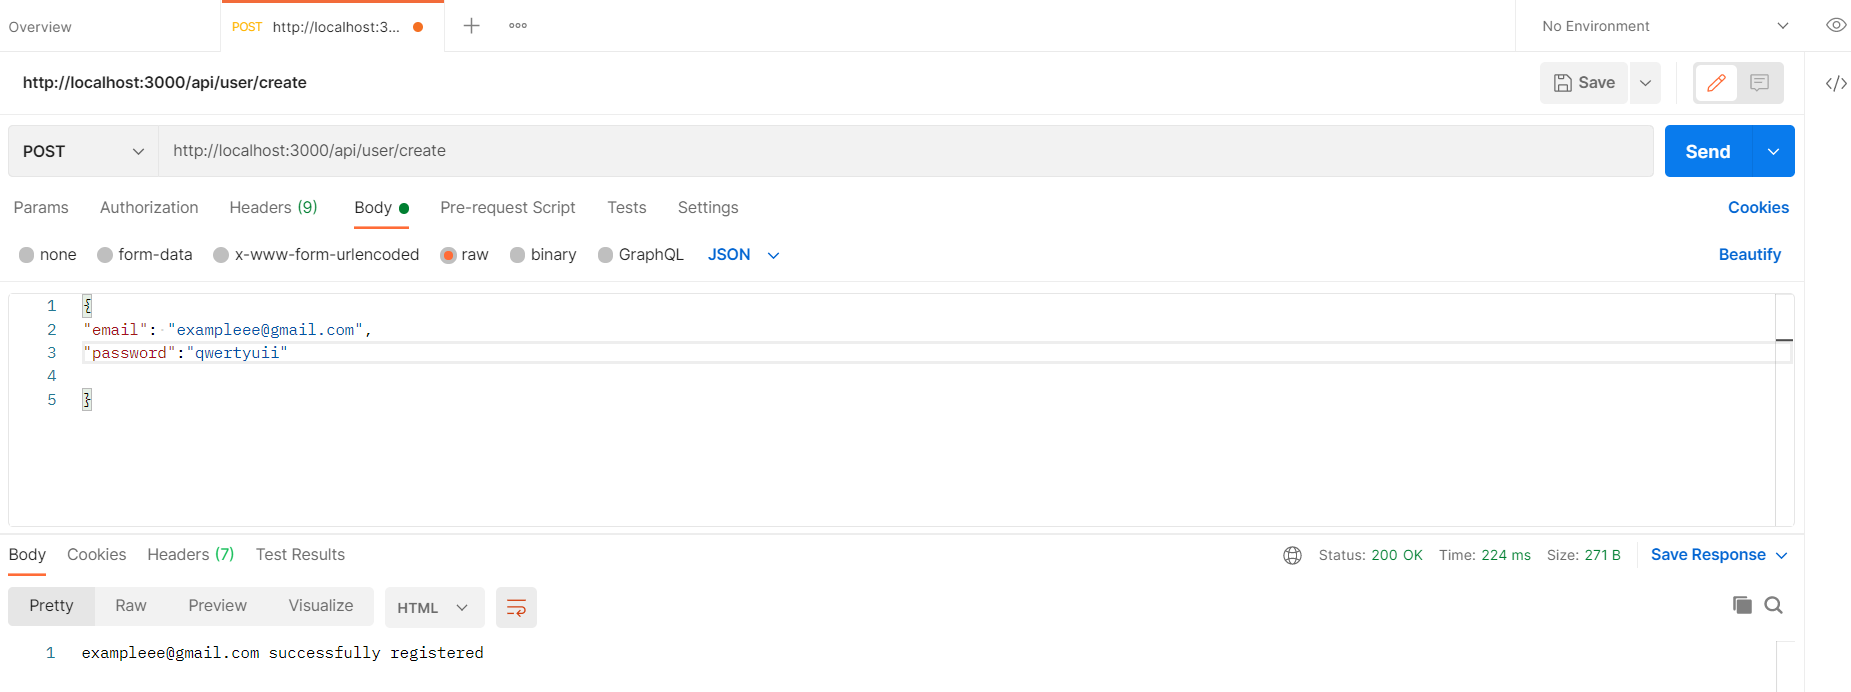 Overview
POST http://localhost:3...
No Environment
http://localhost:3000/api/user/create
Save
POST
http://localhost:3000/api/user/create
Send
Params Authorization Headers (9) Body Pre-request Script Tests Settings Cookies
none form-data x-www-form-urlencoded raw binary GraphQL JSON Beautify
1 {
2 "email": "exampleee@gmail.com",
3 "password":"qwertyuii"
4
5 }
Body Cookies Headers (7) Test Results Status: 200 OK Time: 224 ms Size: 271 B Save Response
Pretty Raw Preview Visualize HTML
1 exampleee@gmail.com successfully registered